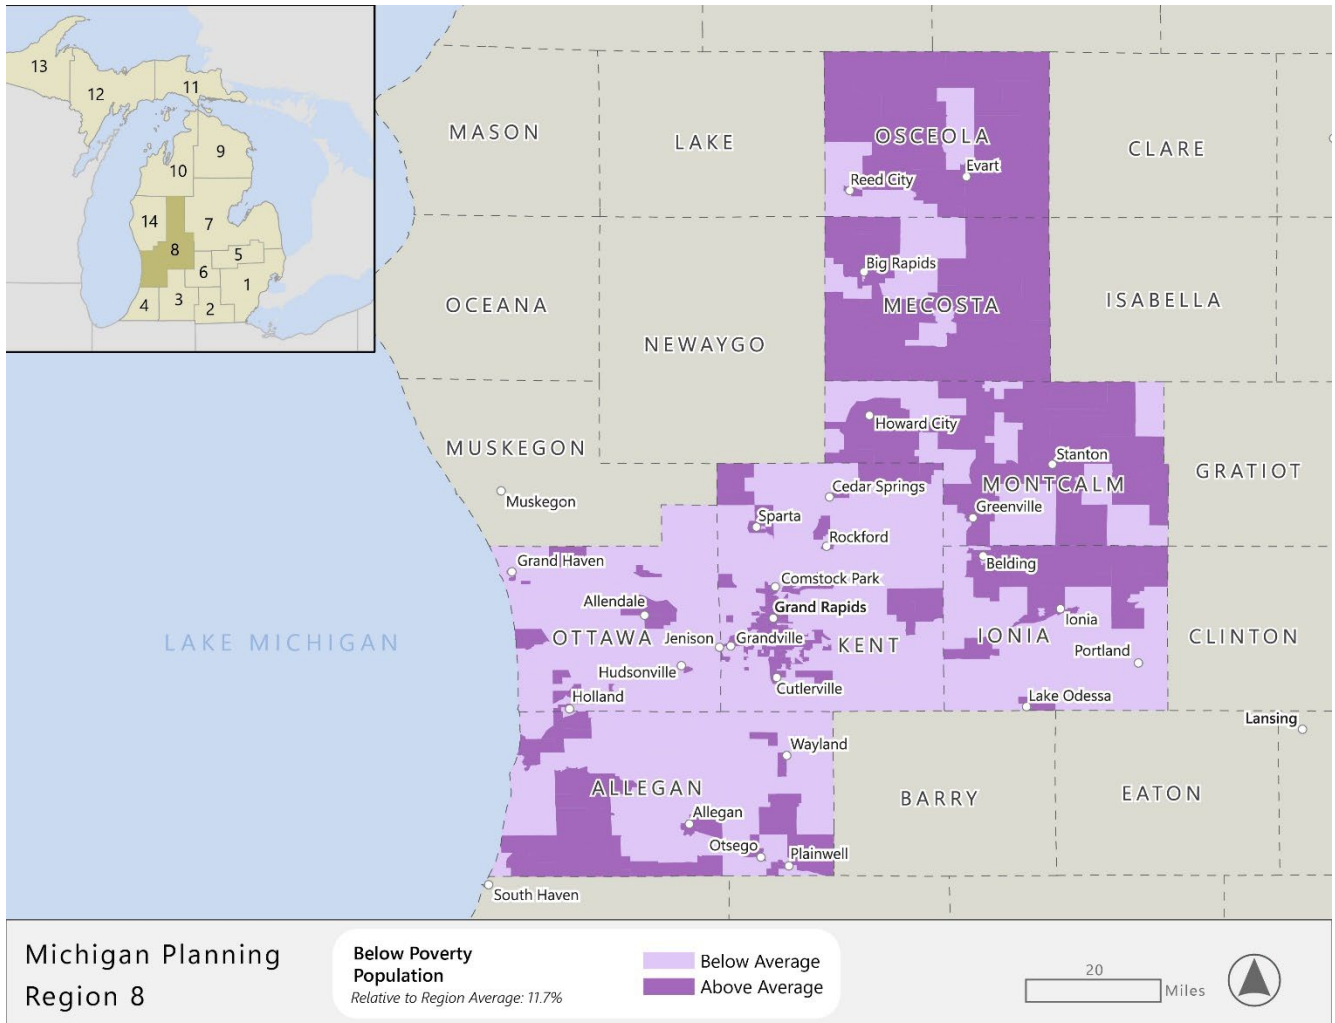 13
12
11
9
10
14
7
8
5
6
1
4
3
2
MASON
LAKE
OSCEOLA
CLARE
Evart
Reed City
Big Rapids
OCEANA
MECOSTA
ISABELLA
NEWAYGO
Howard City
MUSKEGON
Stanton
GRATIOT
MONTCALM
Cedar Springs
Muskegon
Greenville
Sparta
Rockford
Grand Haven
Belding
Comstock Park
Allendale
Grand Rapids
Ionia
LAKE MICHIGAN
OTTAWA
Jenison
Grandville
KENT
IONIA
CLINTON
Portland
Hudsonville
Cutlerville
Holland
Lake Odessa
Lansing
Wayland
ALLEGAN
BARRY
EATON
Allegan
Otsego
Plainwell
South Haven
Michigan Planning
Region 8
Below Poverty
Population
Relative to Region Average: 11.7%
Below Average
Above Average
20
Miles